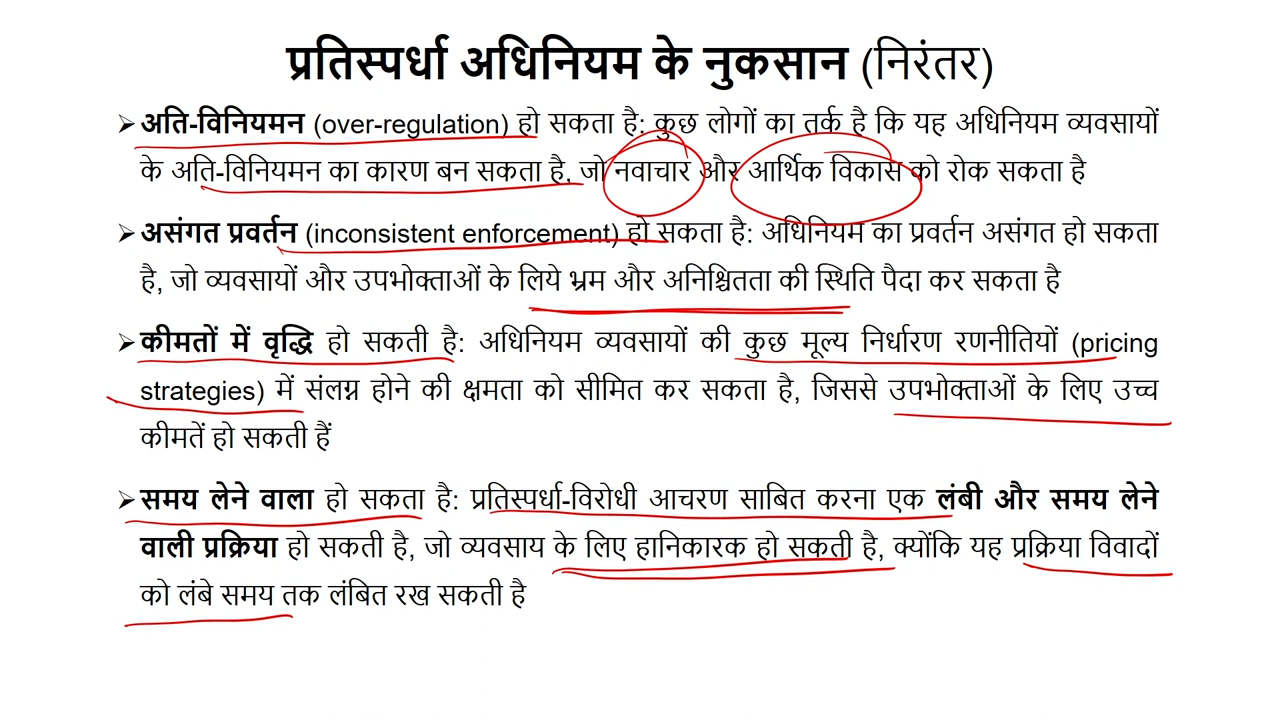 प्रतिस्पर्धा अधिनियम के नुकसान (निरंतर)
➢ अति-विनियमन (over-regulation) हो सकता है: कुछ लोगों का तर्क है कि यह अधिनियम व्यवसायों
के अति-विनियमन का कारण बन सकता है, जो नवाचार और आर्थिक विकास को रोक सकता है
➢ असंगत प्रवर्तन (inconsistent enforcement) हो सकता है: अधिनियम का प्रवर्तन असंगत हो सकता
है, जो व्यवसायों और उपभोक्ताओं के लिये भ्रम और अनिश्चितता की स्थिति पैदा कर सकता है
➢ कीमतों में वृद्धि हो सकती है: अधिनियम व्यवसायों की कुछ मूल्य निर्धारण रणनीतियों (pricing
strategies) में संलग्न होने की क्षमता को सीमित कर सकता है, जिससे उपभोक्ताओं के लिए उच्च
कीमतें हो सकती हैं
➢ समय लेने वाला हो सकता है: प्रतिस्पर्धा-विरोधी आचरण साबित करना एक लंबी और समय लेने
वाली प्रक्रिया हो सकती है, जो व्यवसाय के लिए हानिकारक हो सकती है, क्योंकि यह प्रक्रिया विवादों
को लंबे समय तक लंबित रख सकती है